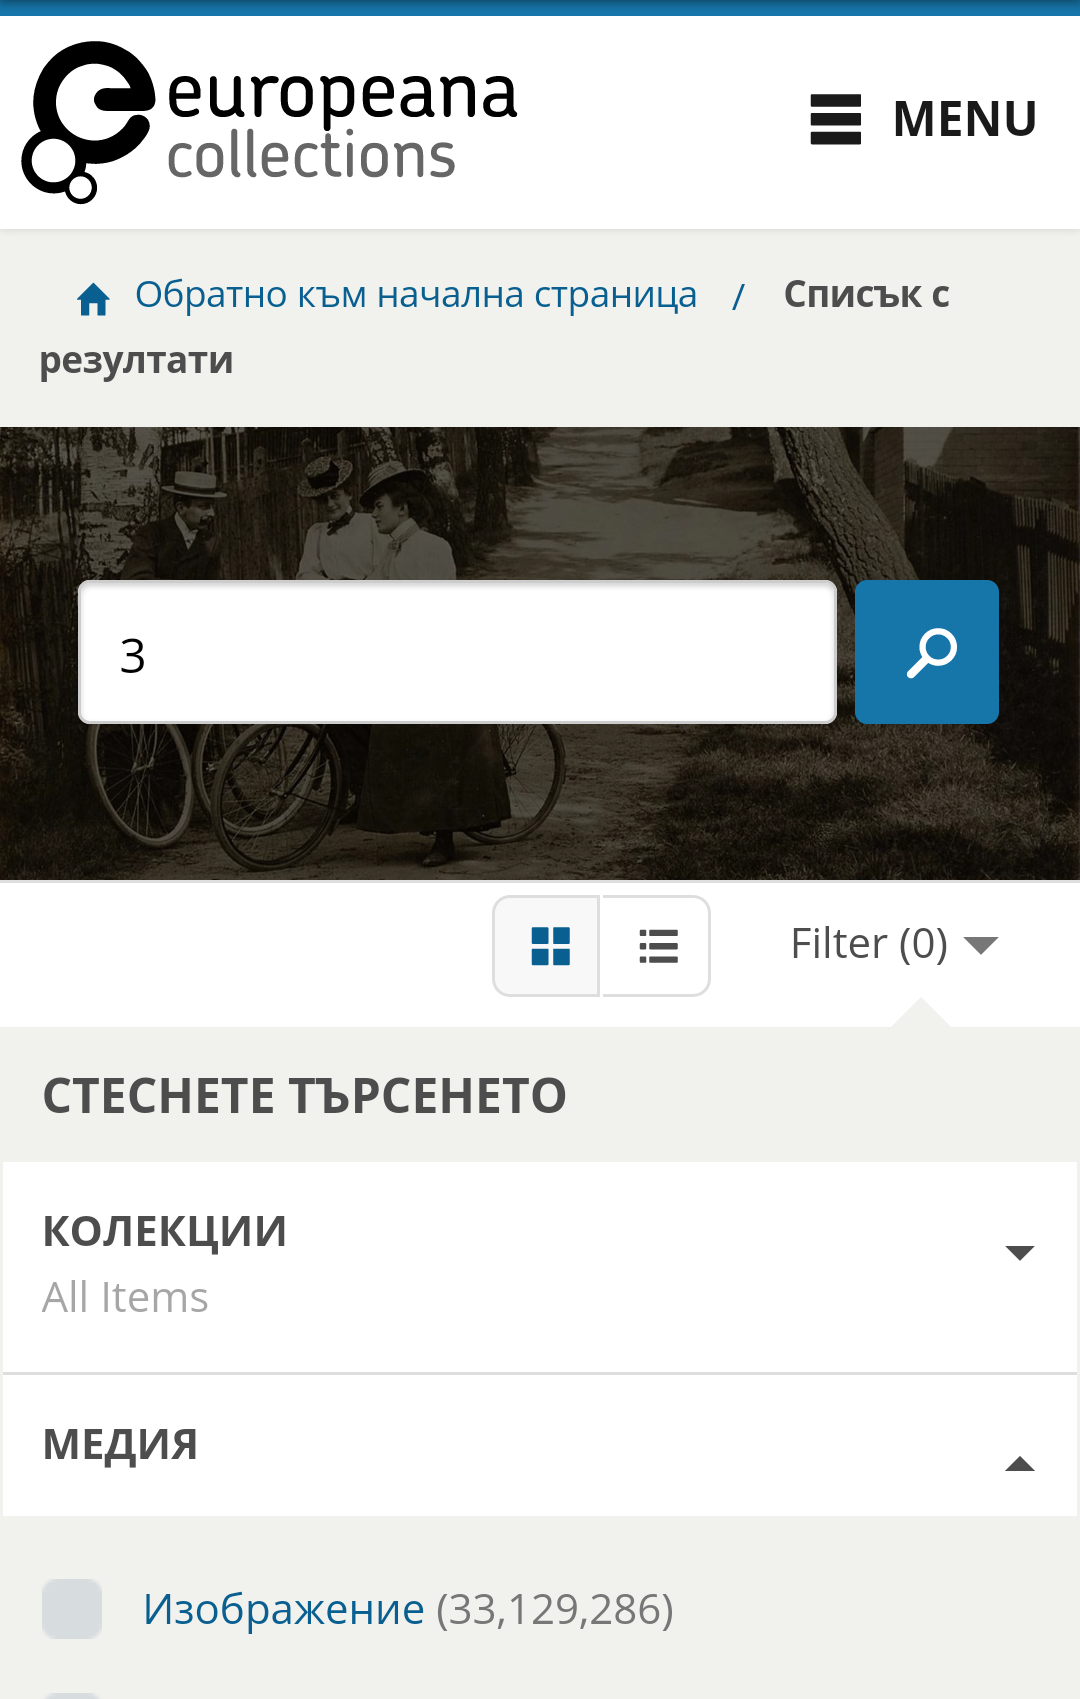 europeana
collections
MENU
Обратно към начална страница / Списък с
резултати
3
Filter (0)
СТЕСНЕТЕ ТЪРСЕНЕТО
КОЛЕКЦИИ
All Items
МЕДИЯ
Изображение (33,129,286)